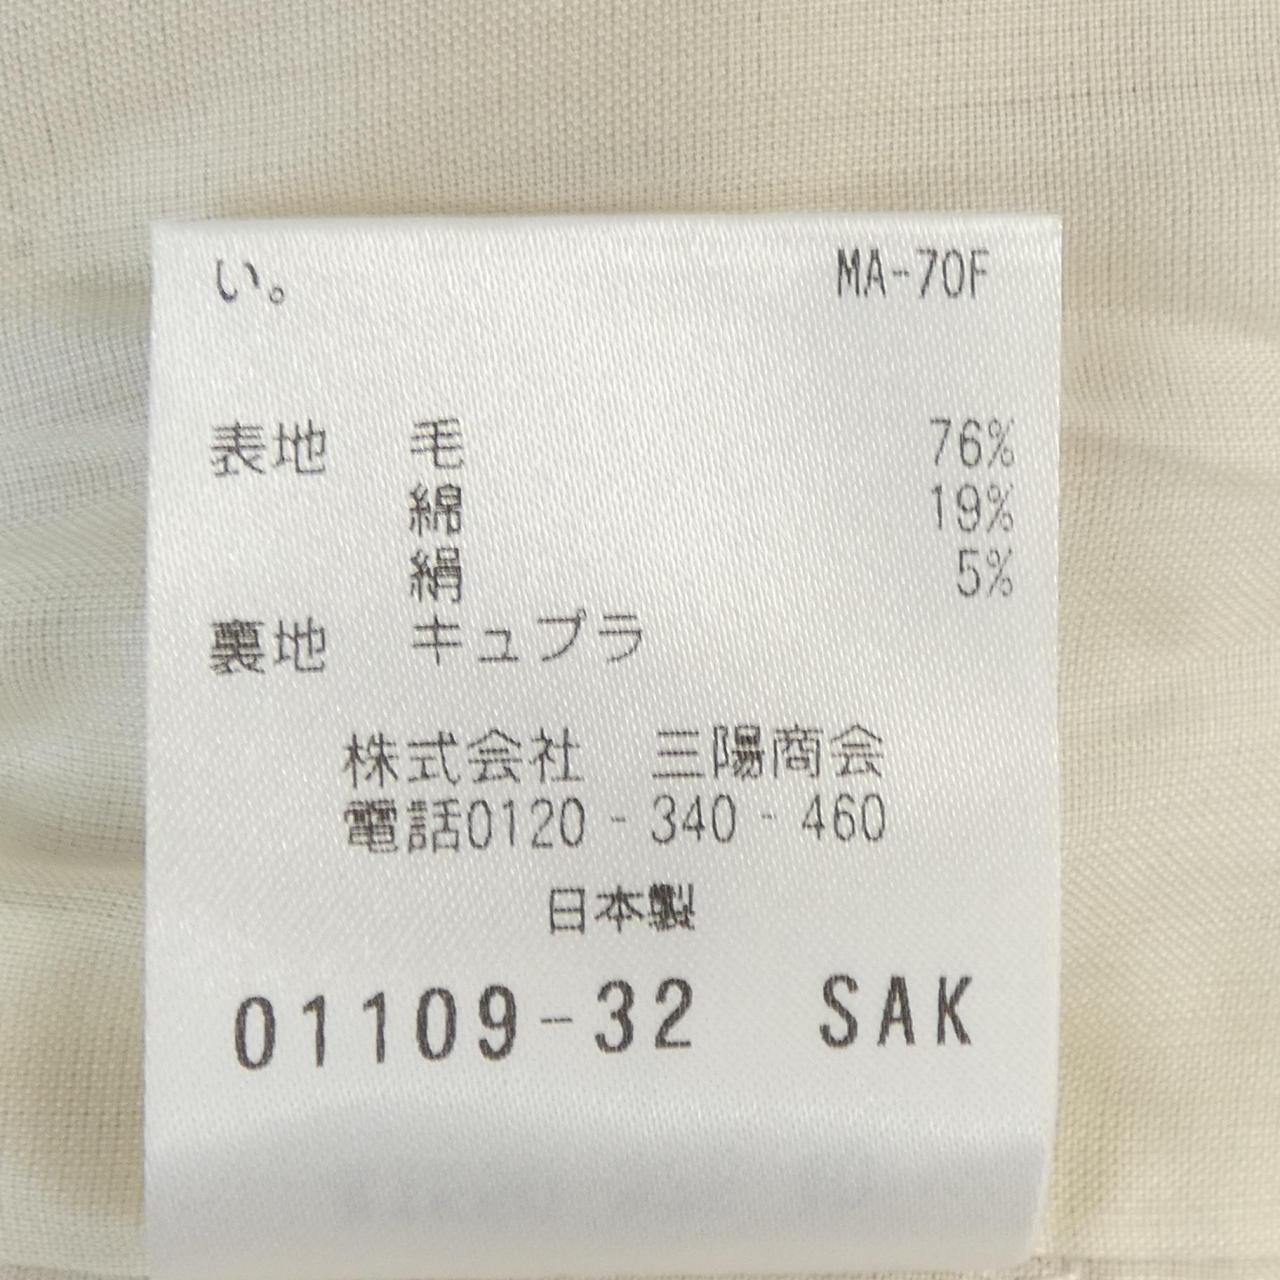 い。 MA-70F
表地 毛 76%
綿 19%
絹 5%
裏地 キュプラ
株式会社 三陽商会
電話0120-340-460
日本製
01109-32 SAK